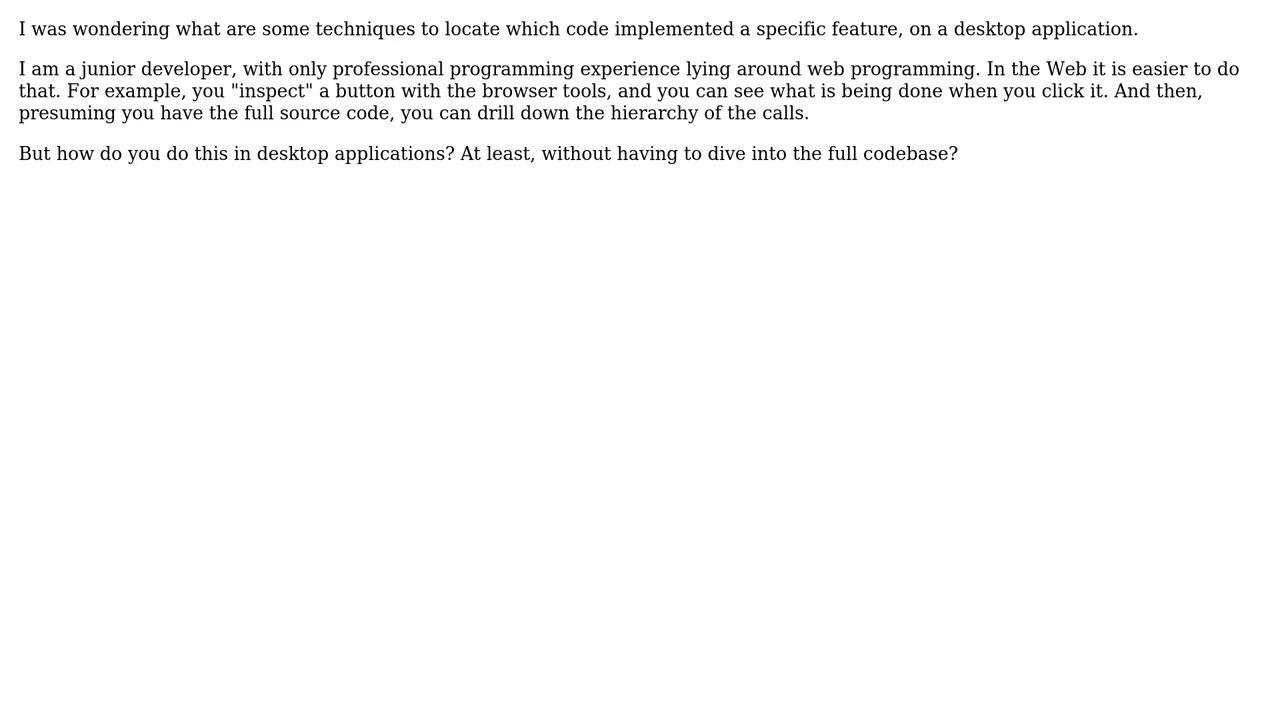 I was wondering what are some techniques to locate which code implemented a specific feature, on a desktop application.
I am a junior developer, with only professional programming experience lying around web programming. In the Web it is easier to do
that. For example, you "inspect" a button with the browser tools, and you can see what is being done when you click it. And then,
presuming you have the full source code, you can drill down the hierarchy of the calls.
But how do you do this in desktop applications? At least, without having to dive into the full codebase?